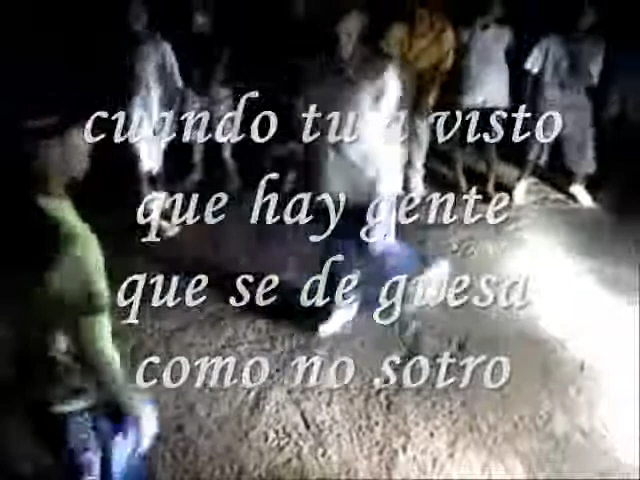 cuando tu a visto
que hay gente
que se de guesa
como no sotro